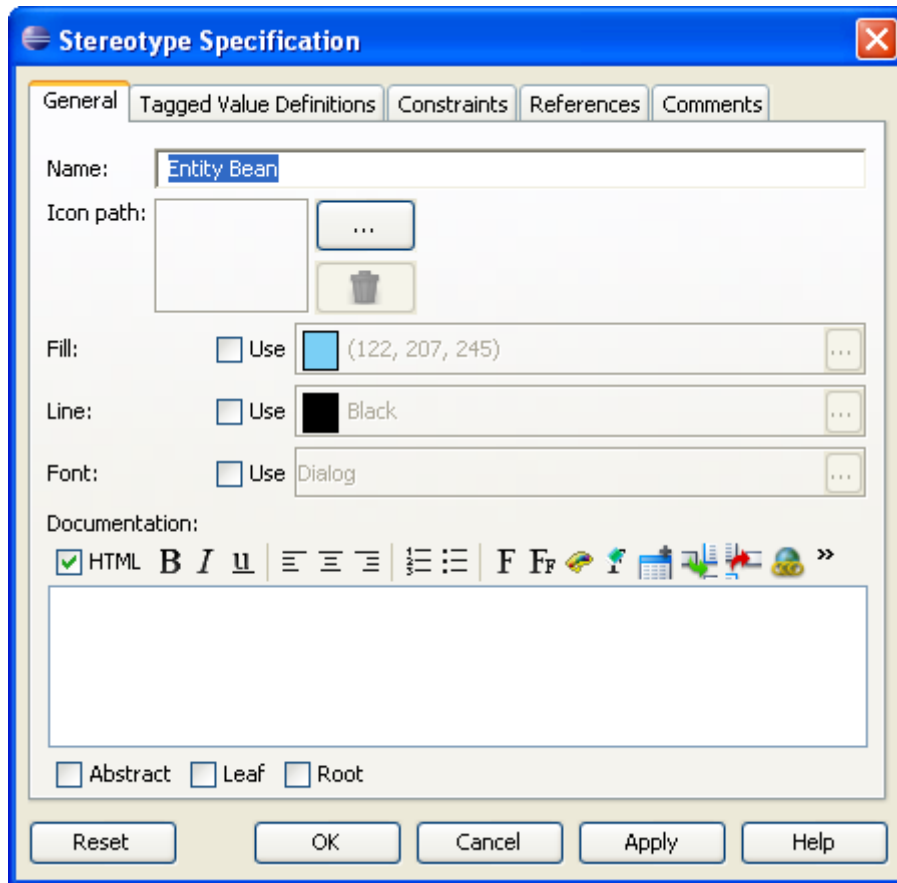 Stereotype Specification
General Tagged Value Definitions Constraints References Comments
Name: Entity Bean
Icon path: ...
Fill: Use (122, 207, 245) ...
Line: Use Black ...
Font: Use Dialog ...
Documentation:
HTML B I u F FF f »
Abstract Leaf Root
Reset OK Cancel Apply Help